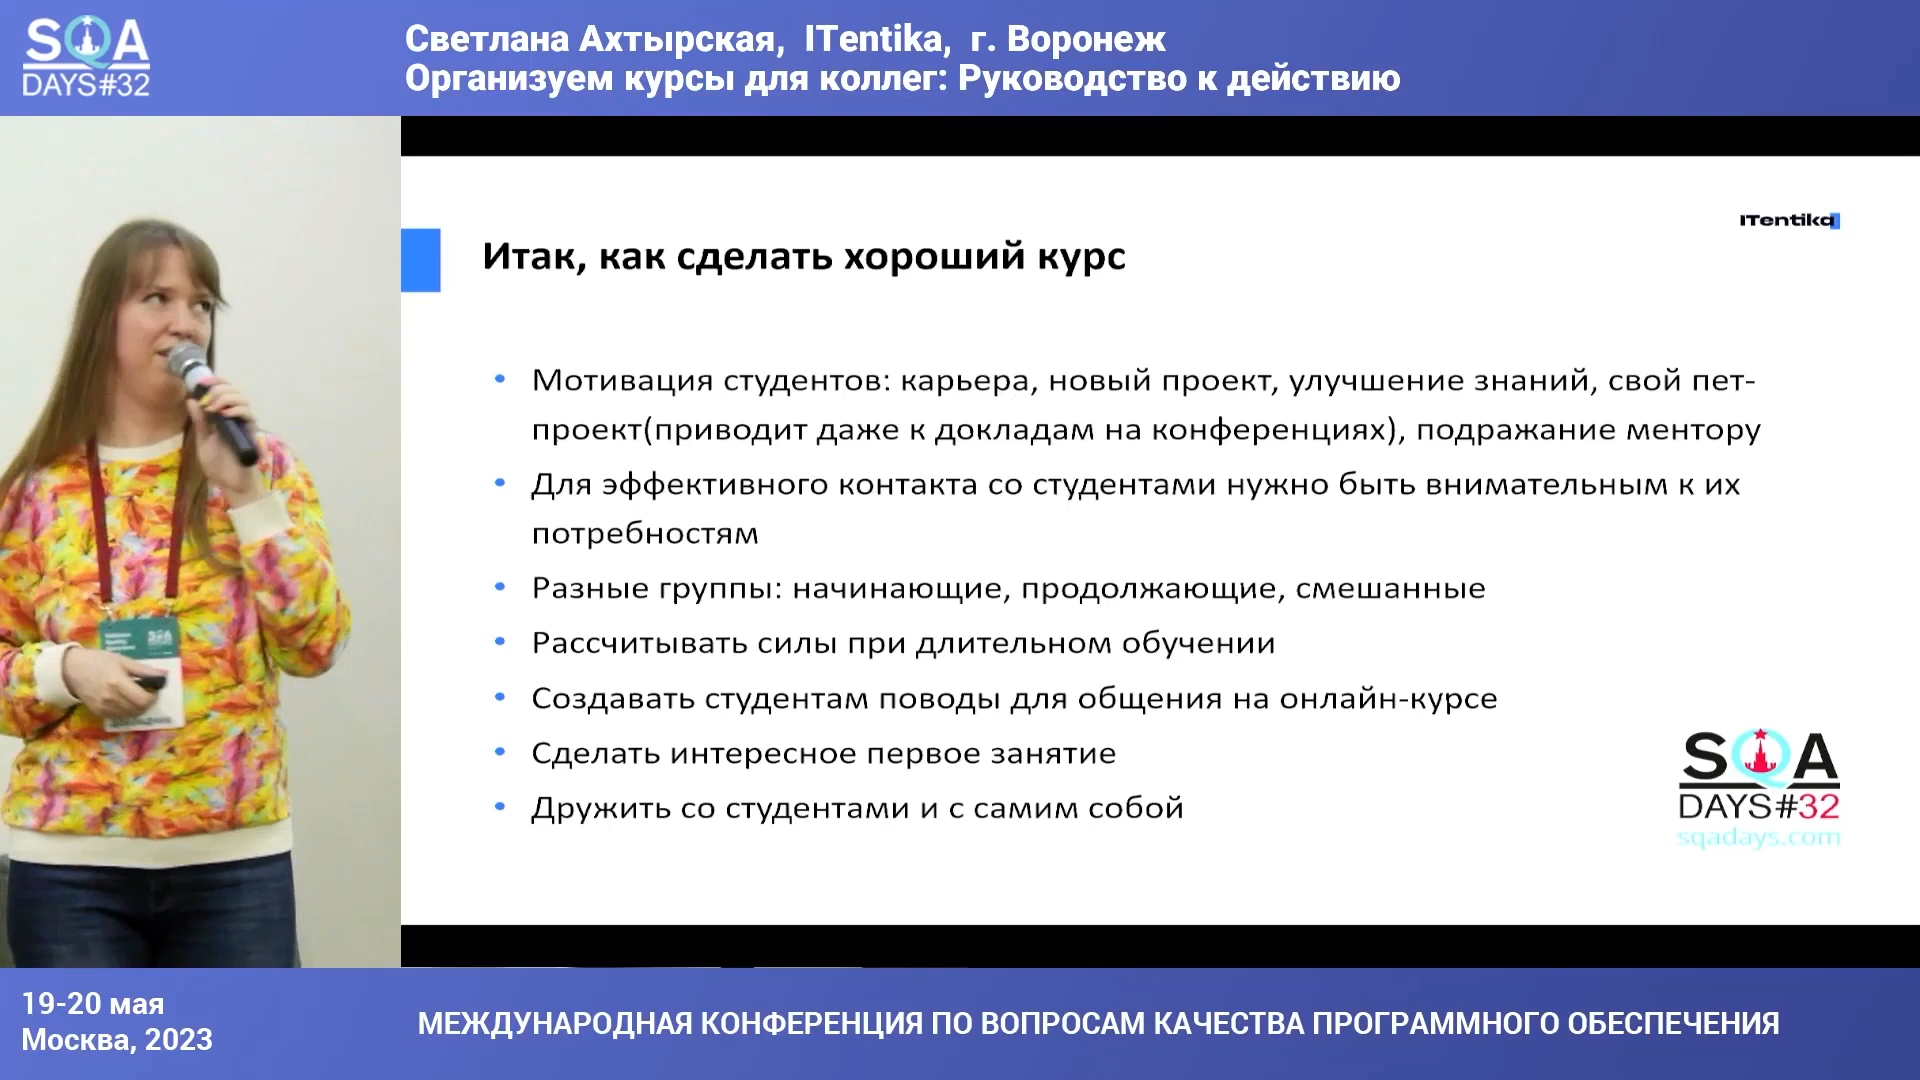 SQA
DAYS#32
Светлана Ахтырская, ITentika, г. Воронеж
Организуем курсы для коллег: Руководство к действию
ITentika
Итак, как сделать хороший курс
• Мотивация студентов: карьера, новый проект, улучшение знаний, свой пет-
проект(приводит даже к докладам на конференциях), подражание ментору
• Для эффективного контакта со студентами нужно быть внимательным к их
потребностям
• Разные группы: начинающие, продолжающие, смешанные
• Рассчитывать силы при длительном обучении
• Создавать студентам поводы для общения на онлайн-курсе
• Сделать интересное первое занятие
• Дружить со студентами и с самим собой
SQA
DAYS#32
sqadays.com
SQA
19-20 мая
Москва, 2023
МЕЖДУНАРОДНАЯ КОНФЕРЕНЦИЯ ПО ВОПРОСАМ КАЧЕСТВА ПРОГРАММНОГО ОБЕСПЕЧЕНИЯ